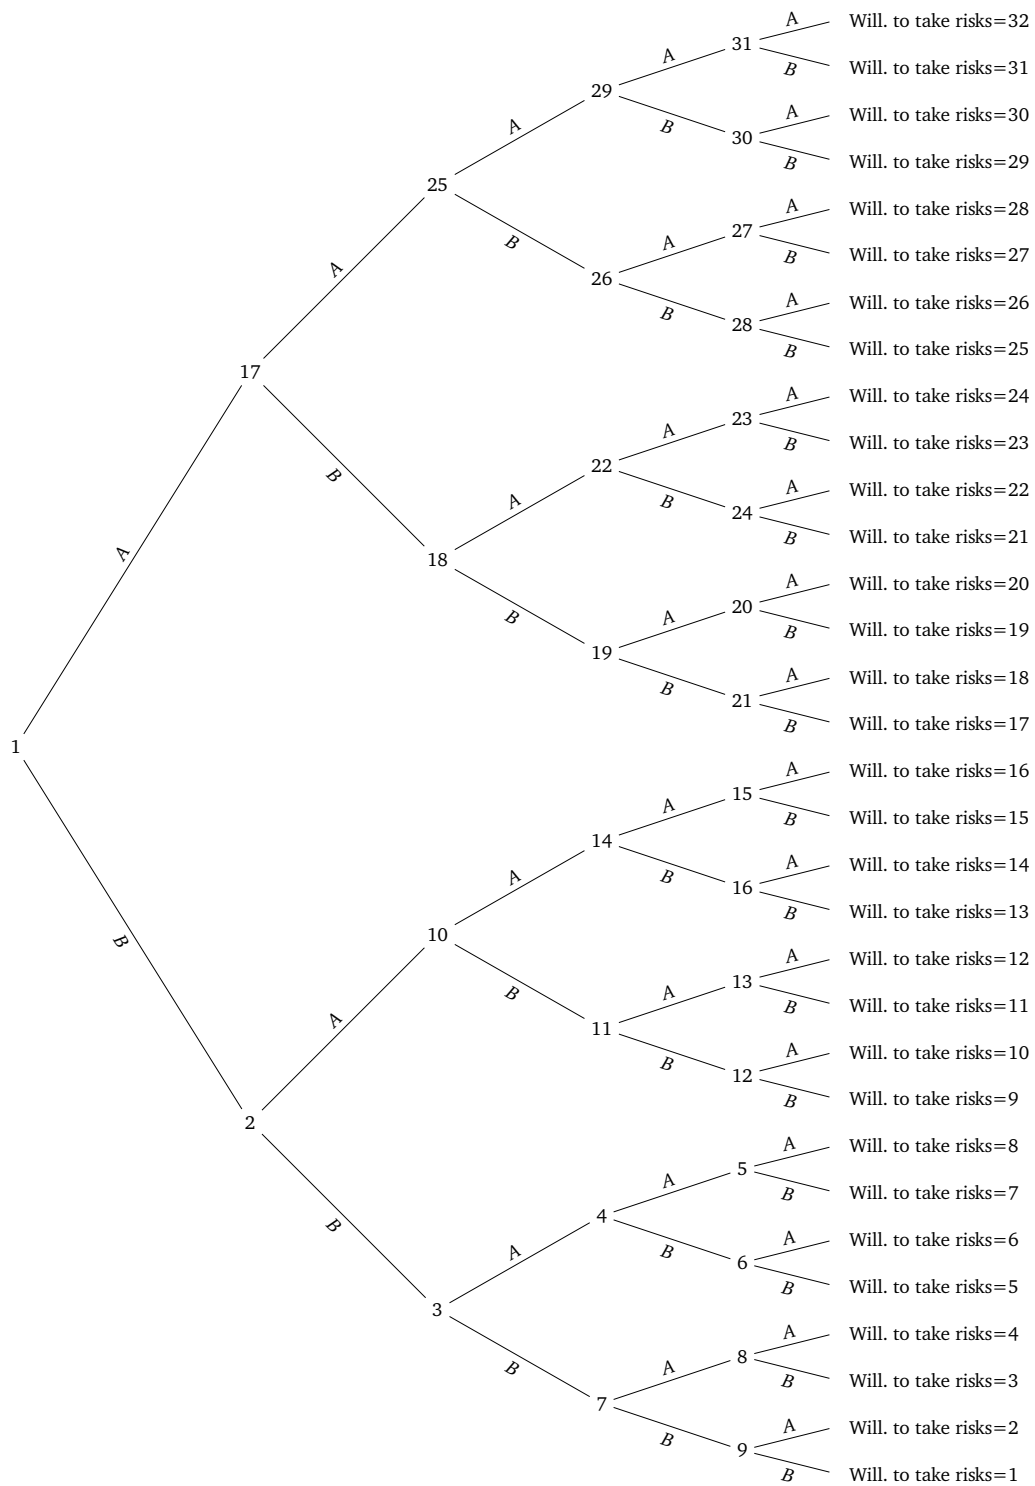 A Will. to take risks=32
31
A B Will. to take risks=31
29
A B A Will. to take risks=30
30
B Will. to take risks=29
25
A B A A Will. to take risks=28
27
B Will. to take risks=27
26
B A Will. to take risks=26
28
B Will. to take risks=25
17
A B A A Will. to take risks=24
23
B Will. to take risks=23
22
B A Will. to take risks=22
24
B Will. to take risks=21
18
B A A Will. to take risks=20
20
B Will. to take risks=19
19
B A Will. to take risks=18
21
B Will. to take risks=17
1
A Will. to take risks=16
15
A B Will. to take risks=15
14
A B A Will. to take risks=14
16
B Will. to take risks=13
10
B A B A A Will. to take risks=12
13
B Will. to take risks=11
11
B A Will. to take risks=10
12
B Will. to take risks=9
2
A Will. to take risks=8
5
A B Will. to take risks=7
4
B A B A Will. to take risks=6
6
B Will. to take risks=5
3
B A A Will. to take risks=4
8
B Will. to take risks=3
7
B A Will. to take risks=2
9
B Will. to take risks=1